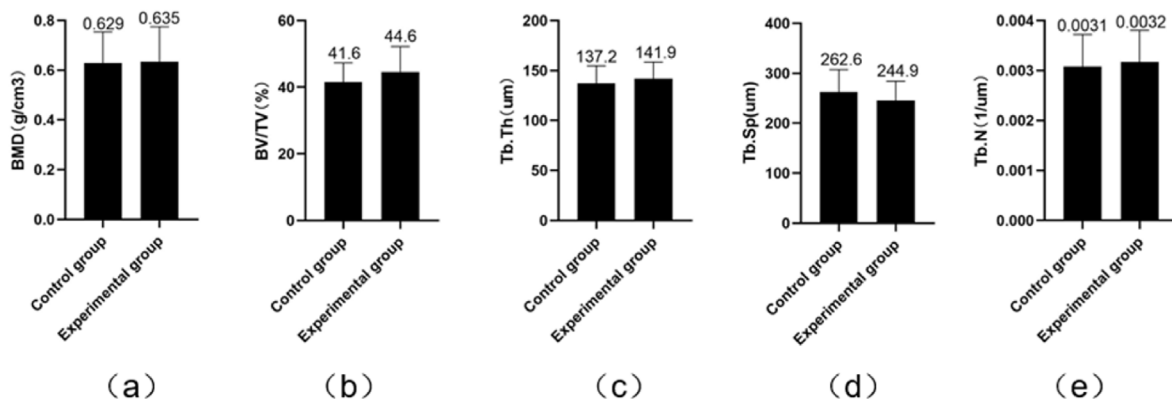 BMD(g/cm3)
0.8
0.6
0.4
0.2
0.0
0.629
0.635
Control group
Experimental group
(a)
BV/TV(%)
60
40
20
0
41.6
44.6
Control group
Experimental group
(b)
Tb.Th(um)
200
150
100
50
0
137.2
141.9
Control group
Experimental group
(c)
Tb.Sp(um)
400
300
200
100
0
262.6
244.9
Control group
Experimental group
(d)
Tb.N(1/um)
0.004
0.003
0.002
0.001
0.000
0.0031
0.0032
Control group
Experimental group
(e)